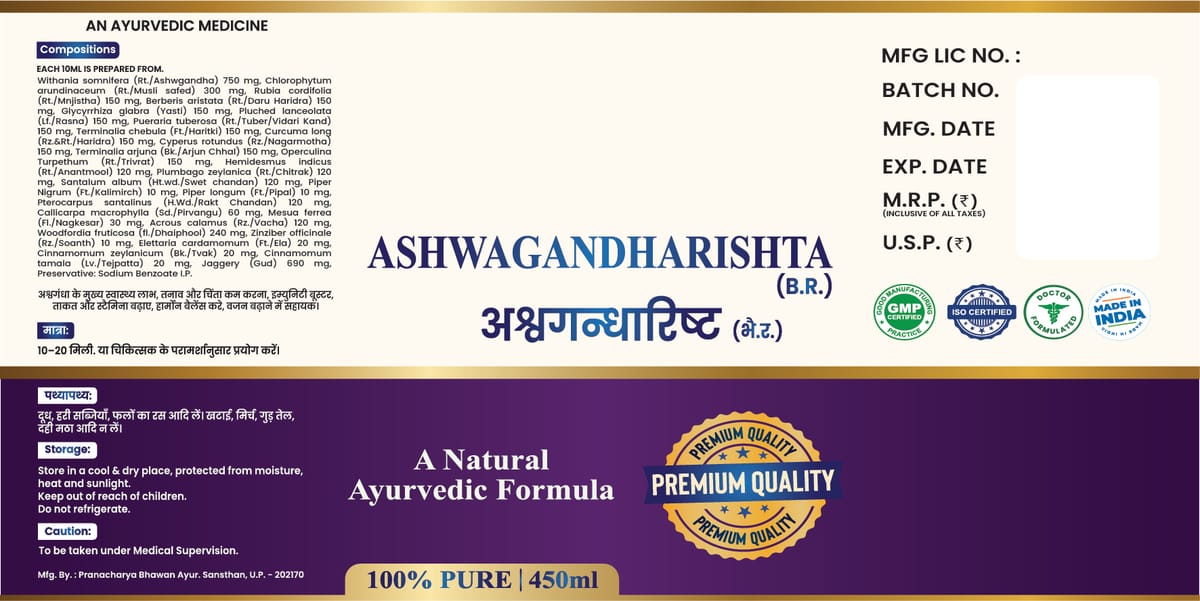 AN AYURVEDIC MEDICINE
Compositions
EACH 10ML IS PREPARED FROM.
Withania somnifera (Rt./Ashwgandha) 750 mg, Chlorophytum
arundinaceum (Rt./Musli safed) 300 mg, Rubia cordifolia
(Rt./Mnjistha) 150 mg, Berberis aristata (Rt./Daru Haridra) 150
mg, Glycyrrhiza glabra (Yasti) 150 mg, Pluched lanceolata
(Lf./Rasna) 150 mg, Pueraria tuberosa (Rt./Tuber/Vidari Kand)
150 mg, Terminalia chebula (Ft./Haritki) 150 mg, Curcuma long
(Rz.&Rt./Haridra) 150 mg, Cyperus rotundus (Rz./Nagarmotha)
150 mg, Terminalia arjuna (Bk./Arjun Chhal) 150 mg, Operculina
Turpethum (Rt./Trivrat) 150 mg, Hemidesmus indicus
(Rt./Anantmool) 120 mg, Plumbago zeylanica (Rt./Chitrak) 120
mg, Santalum album (Ht.wd./Swet chandan) 120 mg, Piper
Nigrum (Ft./Kalimirch) 10 mg, Piper longum (Ft./Pipal) 10 mg,
Pterocarpus santalinus (H.Wd./Rakt Chandan) 120 mg,
Callicarpa macrophylla (Sd./Pirvangu) 60 mg, Mesua ferrea
(Fl./Nagkesar) 30 mg, Acrous calamus (Rz./Vacha) 120 mg,
Woodfordia fruticosa (fl./Dhaiphool) 240 mg, Zinziber officinale
(Rz./Soanth) 10 mg, Elettaria cardamomum (Ft./Ela) 20 mg,
Cinnamomum zeylanicum (Bk./Tvak) 20 mg, Cinnamomum
tamala (Lv./Tejpatta) 20 mg, Jaggery (Gud) 690 mg,
Preservative: Sodium Benzoate I.P.
अश्वगंधा के मुख्य स्वास्थ्य लाभ, तनाव और चिंता कम करना, इम्युनिटी बूस्टर,
ताकत और स्टेमिना बढ़ाए, हार्मोन बैलेंस करे, वजन बढ़ाने में सहायक।
मात्रा:
10-20 मिली. या चिकित्सक के परामर्शानुसार प्रयोग करें।
पथ्यापथ्य:
दूध, हरी सब्जियाँ, फलों का रस आदि लें। खटाई, मिर्च, गुड़ तेल,
दही मठा आदि न लें।
Storage:
Store in a cool & dry place, protected from moisture,
heat and sunlight.
Keep out of reach of children.
Do not refrigerate.
Caution:
To be taken under Medical Supervision.
Mfg. By. : Pranacharya Bhawan Ayur. Sansthan, U.P. - 202170
ASHWAGANDHARISHTA
(B.R.)
अश्वगन्धारिष्ट (भै.र.)
A Natural
Ayurvedic Formula
100% PURE | 450ml
PREMIUM QUALITY
PREMIUM QUALITY
PREMIUM QUALITY
MFG LIC NO. :
BATCH NO.
MFG. DATE
EXP. DATE
M.R.P. (₹)
(INCLUSIVE OF ALL TAXES)
U.S.P. (₹)
GOOD MANUFACTURING
GMP
CERTIFIED
PRACTICE
ISO CERTIFIED
DOCTOR
FORMULATED
MADE IN INDIA
MADE IN
INDIA